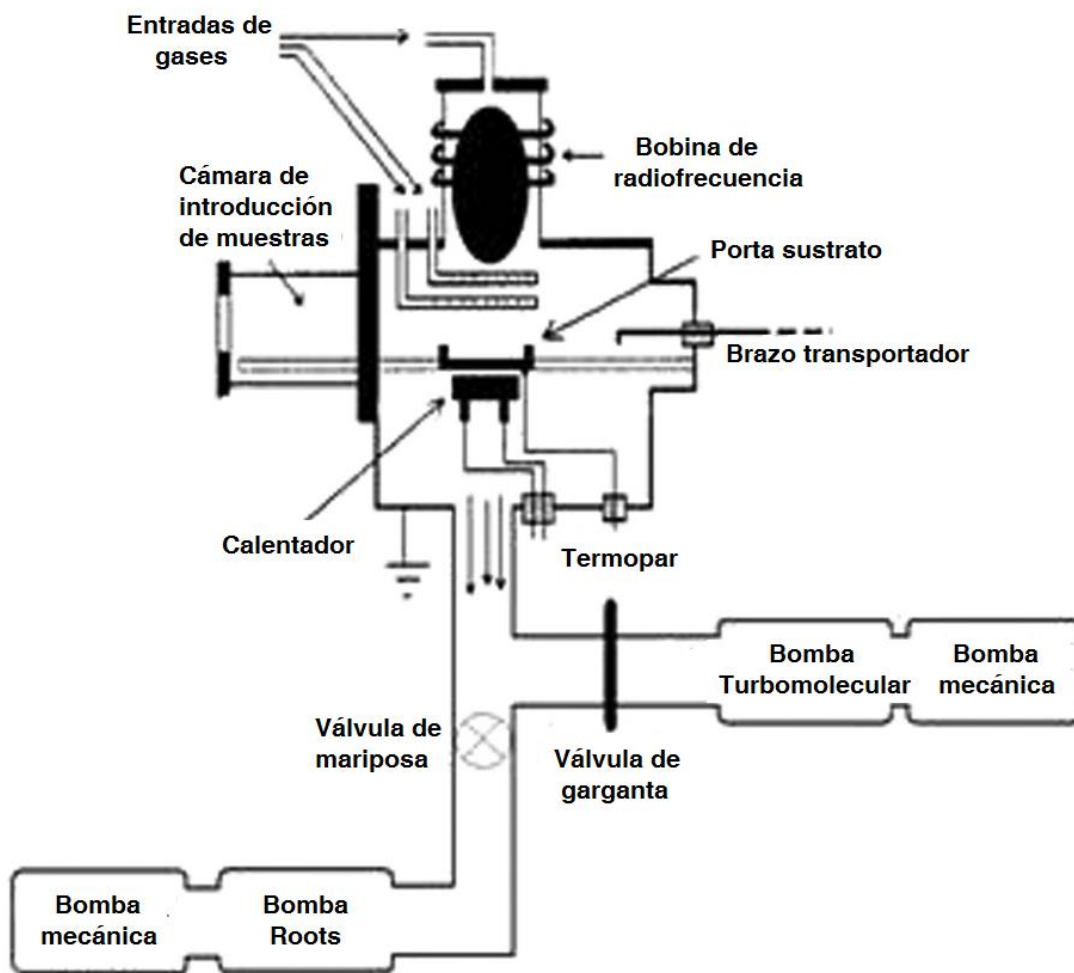 Entradas de
gases
Bobina de
radiofrecuencia
Cámara de
introducción
de muestras
Porta sustrato
Brazo transportador
Calentador
Termopar
Bomba
Turbomolecular
Bomba
mecánica
Válvula de
mariposa
Válvula de
garganta
Bomba
mecánica
Bomba
Roots